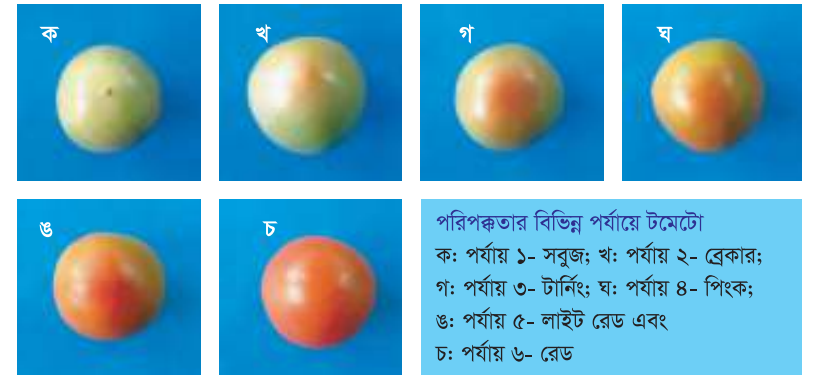 ক
খ
গ
ঘ
ঙ
চ
পরিপক্কতার বিভিন্ন পর্যায়ে টমেটো
ক: পর্যায় ১- সবুজ; খ: পর্যায় ২- ব্রেকার;
গ: পর্যায় ৩- টার্নিং; ঘ: পর্যায় ৪- পিংক;
ঙ: পর্যায় ৫- লাইট রেড এবং
চ: পর্যায় ৬- রেড